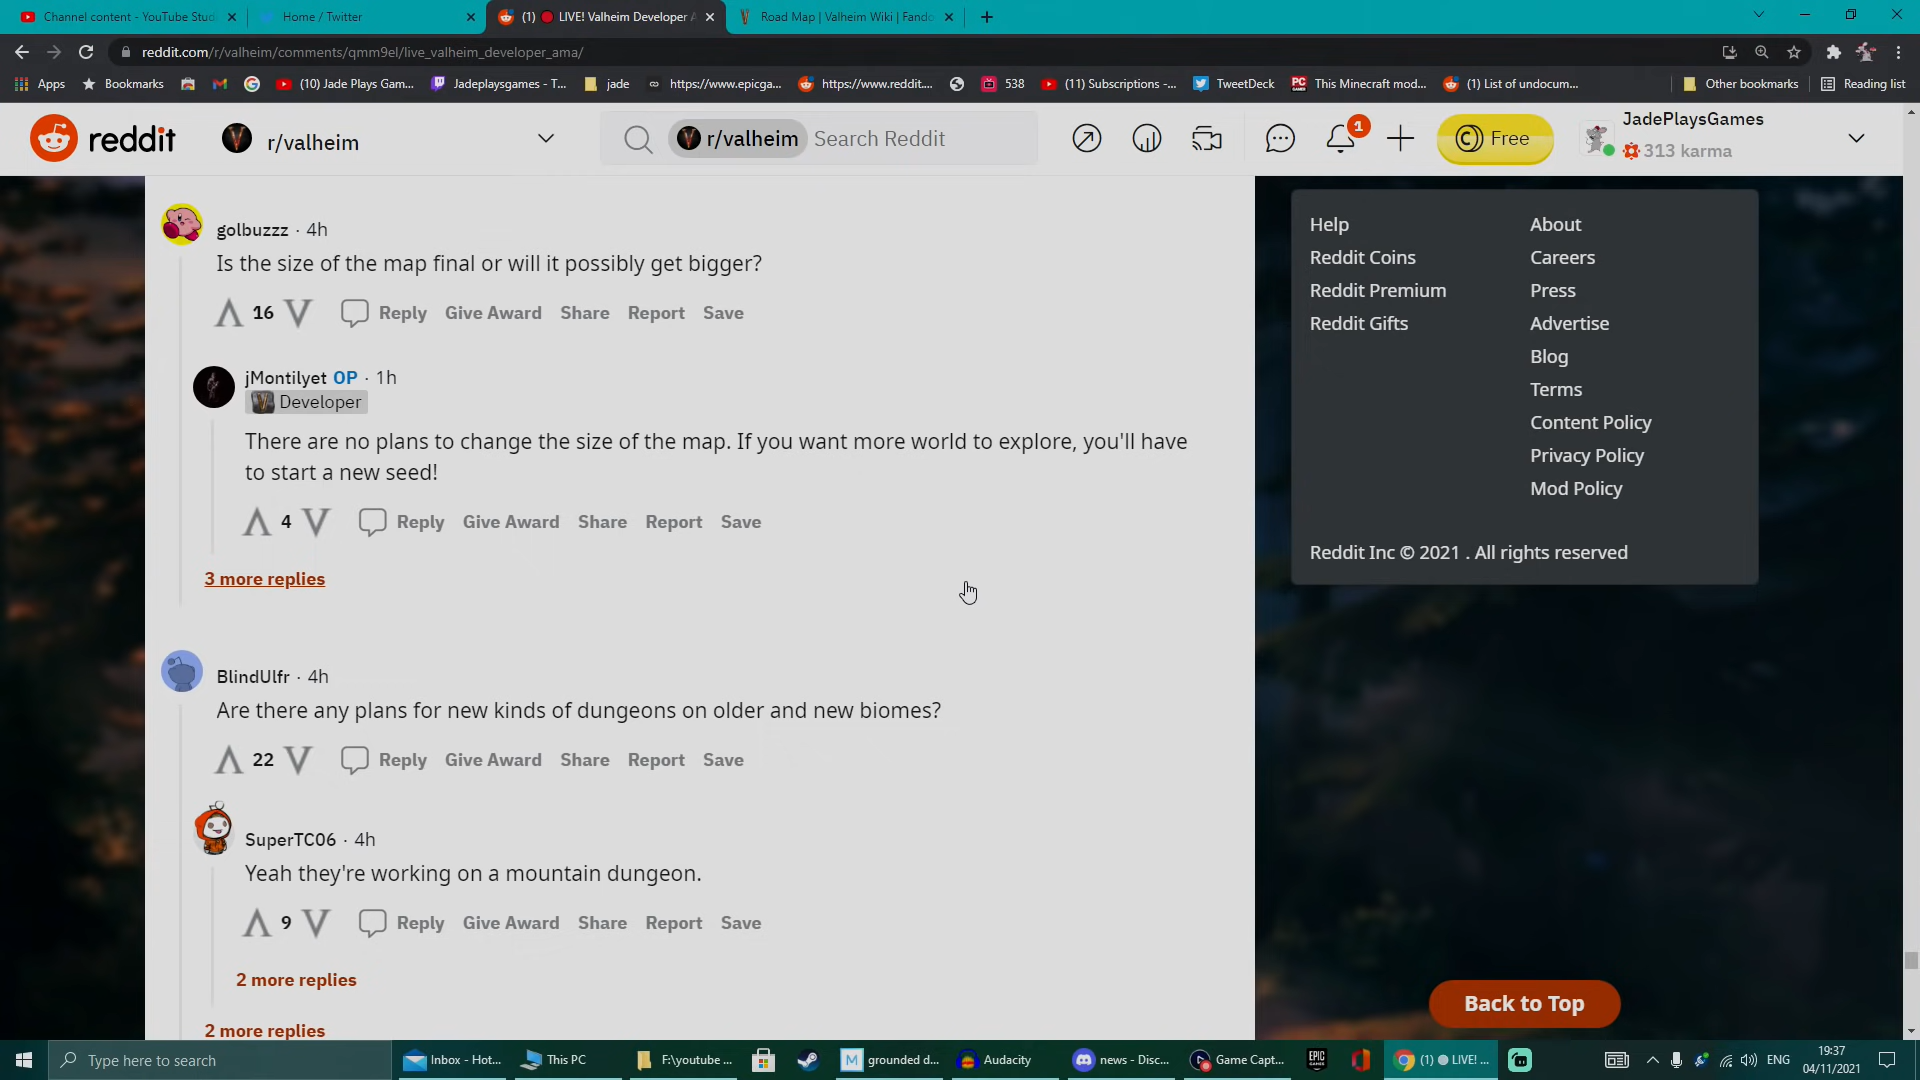 Channel content - YouTube Stud
Home / Twitter
(1) LIVE! Valheim Developer A
Road Map | Valheim Wiki | Fando
reddit.com/r/valheim/comments/qmm9el/live_valheim_developer_ama/
Apps
Bookmarks
(10) Jade Plays Gam...
Jadeplaysgames - T...
jade
https://www.epicga...
https://www.reddit....
538
(11) Subscriptions -...
TweetDeck
This Minecraft mod...
(1) List of undocum...
Other bookmarks
Reading list
reddit
r/valheim
r/valheim
Search Reddit
1
Free
JadePlaysGames
313 karma
golbuzzz · 4h
Is the size of the map final or will it possibly get bigger?
16
Reply
Give Award
Share
Report
Save
jMontilyet OP · 1h
Developer
There are no plans to change the size of the map. If you want more world to explore, you'll have
to start a new seed!
4
Reply
Give Award
Share
Report
Save
3 more replies
BlindUlfr · 4h
Are there any plans for new kinds of dungeons on older and new biomes?
22
Reply
Give Award
Share
Report
Save
SuperTC06 · 4h
Yeah they're working on a mountain dungeon.
9
Reply
Give Award
Share
Report
Save
2 more replies
2 more replies
Help
Reddit Coins
Reddit Premium
Reddit Gifts
About
Careers
Press
Advertise
Blog
Terms
Content Policy
Privacy Policy
Mod Policy
Reddit Inc © 2021 . All rights reserved
Back to Top
Type here to search
Inbox - Hot...
This PC
F:\youtube ...
grounded d...
Audacity
news - Disc...
Game Capt...
(1) LIVE! ...
ENG
19:37
04/11/2021